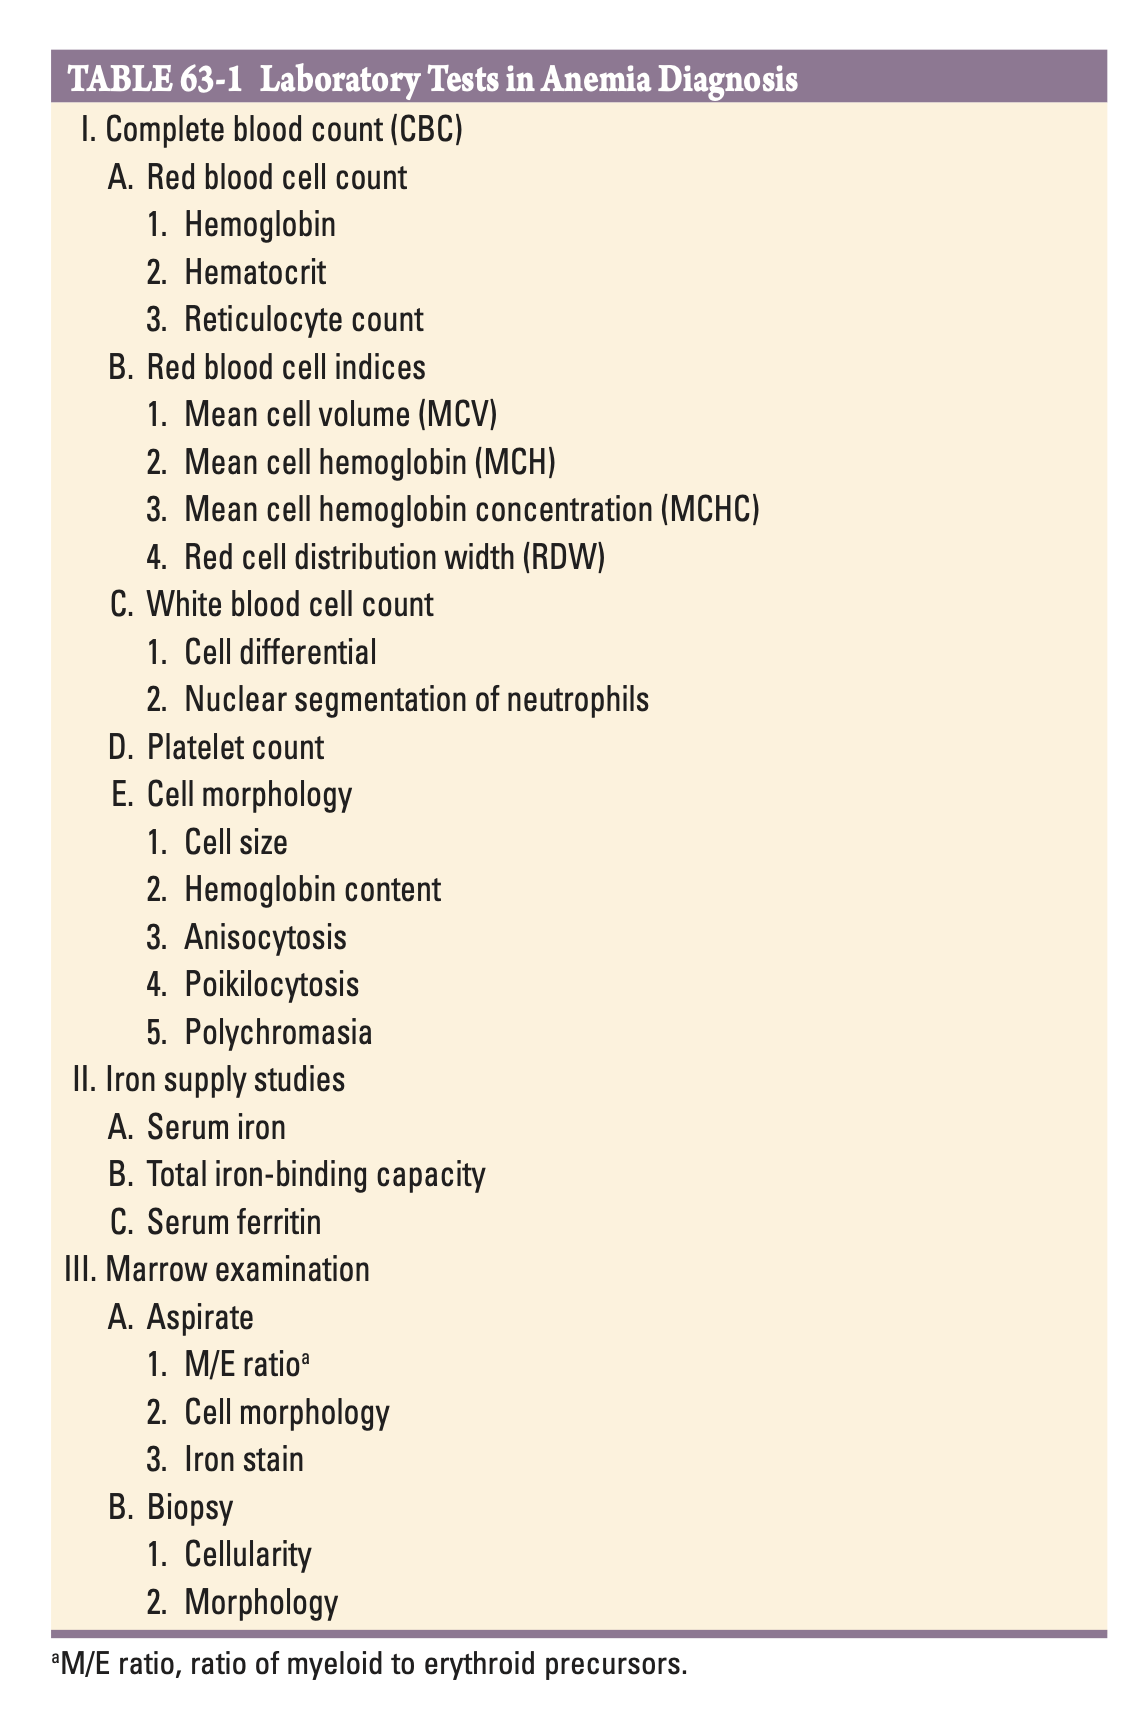 TABLE 63-1 Laboratory Tests in Anemia Diagnosis
I. Complete blood count (CBC)
A. Red blood cell count
1. Hemoglobin
2. Hematocrit
3. Reticulocyte count
B. Red blood cell indices
1. Mean cell volume (MCV)
2. Mean cell hemoglobin (MCH)
3. Mean cell hemoglobin concentration (MCHC)
4. Red cell distribution width (RDW)
C. White blood cell count
1. Cell differential
2. Nuclear segmentation of neutrophils
D. Platelet count
E. Cell morphology
1. Cell size
2. Hemoglobin content
3. Anisocytosis
4. Poikilocytosis
5. Polychromasia
II. Iron supply studies
A. Serum iron
B. Total iron-binding capacity
C. Serum ferritin
III. Marrow examination
A. Aspirate
1. M/E ratioᵃ
2. Cell morphology
3. Iron stain
B. Biopsy
1. Cellularity
2. Morphology
ᵃM/E ratio, ratio of myeloid to erythroid precursors.